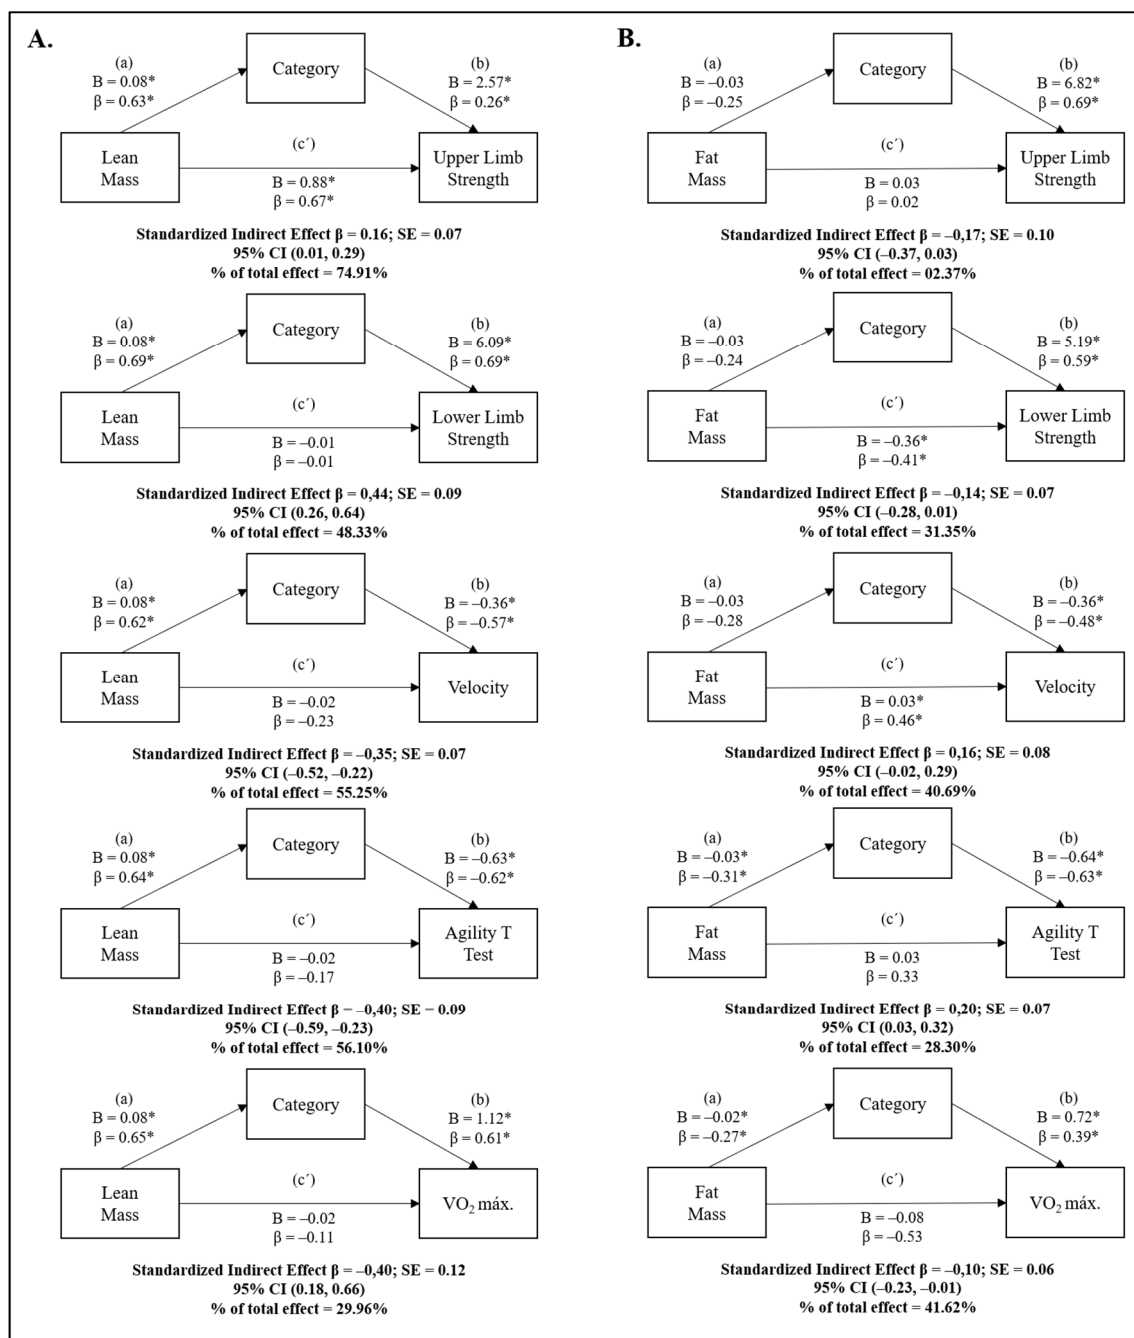 A.
(a)
B = 0.08*
β = 0.63*
Category
(b)
B = 2.57*
β = 0.26*
Lean
Mass
(c´)
B = 0.88*
β = 0.67*
Upper Limb
Strength
Standardized Indirect Effect β = 0.16; SE = 0.07
95% CI (0.01, 0.29)
% of total effect = 74.91%
(a)
B = 0.08*
β = 0.69*
Category
(b)
B = 6.09*
β = 0.69*
Lean
Mass
(c´)
B = –0.01
β = –0.01
Lower Limb
Strength
Standardized Indirect Effect β = 0,44; SE = 0.09
95% CI (0.26, 0.64)
% of total effect = 48.33%
(a)
B = 0.08*
β = 0.62*
Category
(b)
B = –0.36*
β = –0.57*
Lean
Mass
(c´)
B = –0.02
β = –0.23
Velocity
Standardized Indirect Effect β = –0,35; SE = 0.07
95% CI (–0.52, –0.22)
% of total effect = 55.25%
(a)
B = 0.08*
β = 0.64*
Category
(b)
B = –0.63*
β = –0.62*
Lean
Mass
(c´)
B = –0.02
β = –0.17
Agility T
Test
Standardized Indirect Effect β = –0,40; SE = 0.09
95% CI (–0.59, –0.23)
% of total effect = 56.10%
(a)
B = 0.08*
β = 0.65*
Category
(b)
B = 1.12*
β = 0.61*
Lean
Mass
(c´)
B = –0.02
β = –0.11
VO₂ máx.
Standardized Indirect Effect β = –0,40; SE = 0.12
95% CI (0.18, 0.66)
% of total effect = 29.96%
B.
(a)
B = –0.03
β = –0.25
Category
(b)
B = 6.82*
β = 0.69*
Fat
Mass
(c´)
B = 0.03
β = 0.02
Upper Limb
Strength
Standardized Indirect Effect β = –0,17; SE = 0.10
95% CI (–0.37, 0.03)
% of total effect = 02.37%
(a)
B = –0.03
β = –0.24
Category
(b)
B = 5.19*
β = 0.59*
Fat
Mass
(c´)
B = –0.36*
β = –0.41*
Lower Limb
Strength
Standardized Indirect Effect β = –0,14; SE = 0.07
95% CI (–0.28, 0.01)
% of total effect = 31.35%
(a)
B = –0.03
β = –0.28
Category
(b)
B = –0.36*
β = –0.48*
Fat
Mass
(c´)
B = 0.03*
β = 0.46*
Velocity
Standardized Indirect Effect β = 0,16; SE = 0.08
95% CI (–0.02, 0.29)
% of total effect = 40.69%
(a)
B = –0.03*
β = –0.31*
Category
(b)
B = –0.64*
β = –0.63*
Fat
Mass
(c´)
B = 0.03
β = 0.33
Agility T
Test
Standardized Indirect Effect β = 0,20; SE = 0.07
95% CI (0.03, 0.32)
% of total effect = 28.30%
(a)
B = –0.02*
β = –0.27*
Category
(b)
B = 0.72*
β = 0.39*
Fat
Mass
(c´)
B = –0.08
β = –0.53
VO₂ máx.
Standardized Indirect Effect β = –0,10; SE = 0.06
95% CI (–0.23, –0.01)
% of total effect = 41.62%